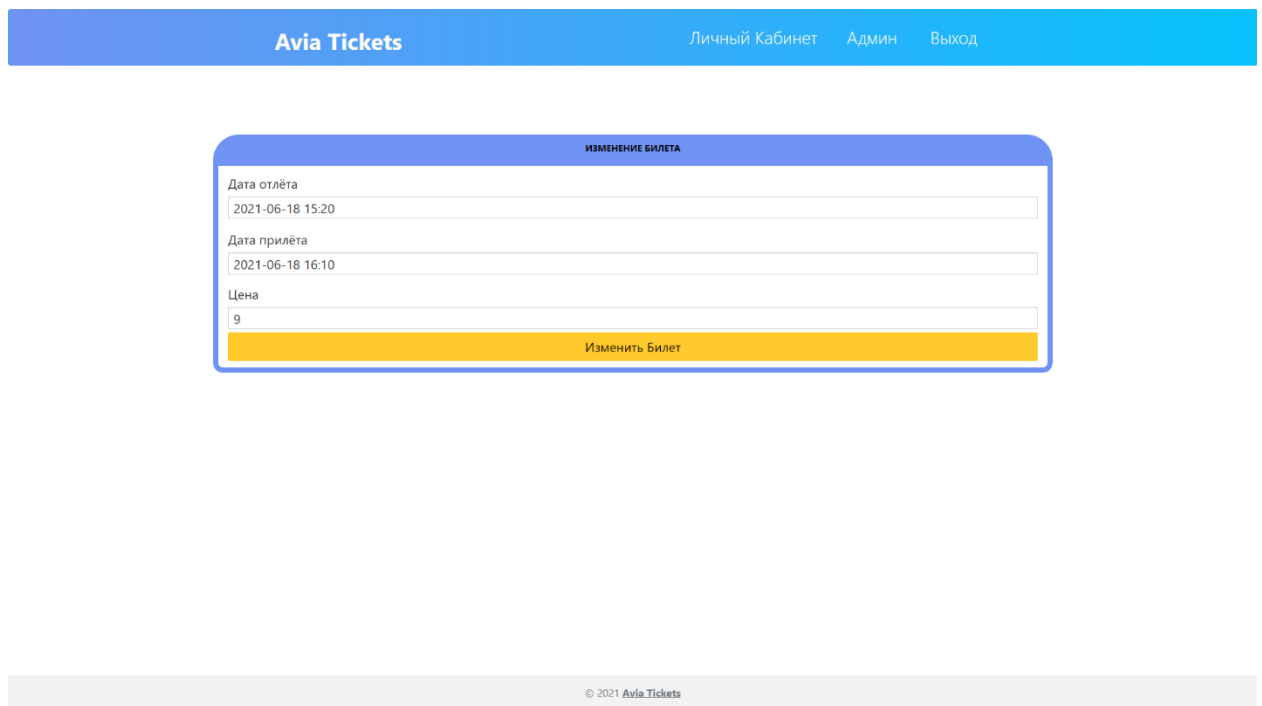 Avia Tickets Личный Кабинет Админ Выход
ИЗМЕНЕНИЕ БИЛЕТА
Дата отлёта
2021-06-18 15:20
Дата прилёта
2021-06-18 16:10
Цена
9
Изменить Билет
© 2021 Avia Tickets